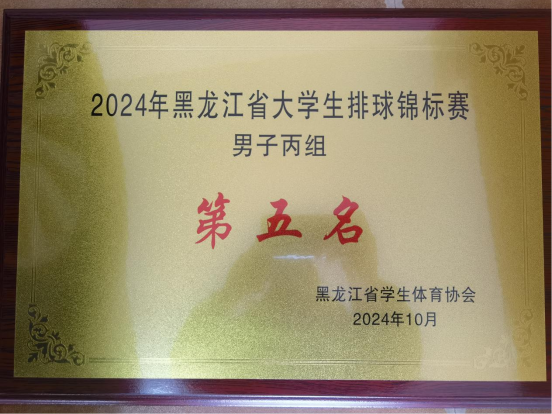 2024年黑龙江省大学生排球锦标赛
男子丙组
第五名
黑龙江省学生体育协会
2024年10月